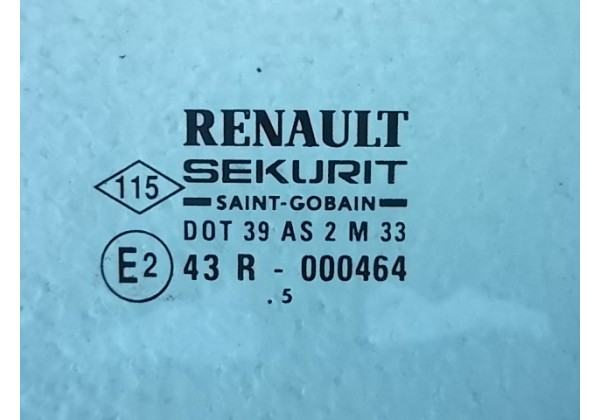 RENAULT
SEKURIT
115
SAINT-GOBAIN
DOT 39 AS 2 M 33
E2 43 R - 000464
. 5